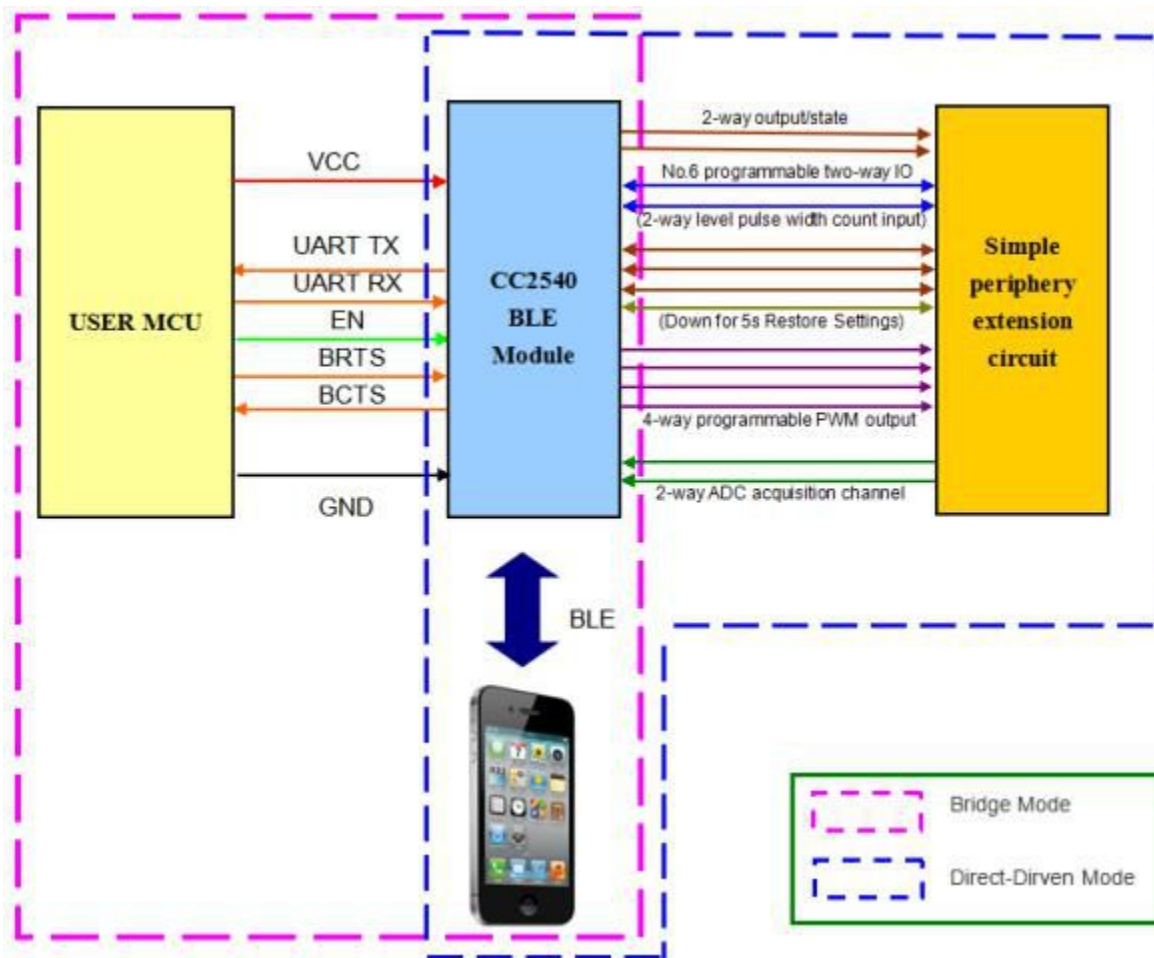 VCC
UART TX
UART RX
EN
BRTS
BCTS
GND
USER MCU
CC2540
BLE
Module
2-way output/state
No.6 programmable two-way IO
(2-way level pulse width count input)
(Down for 5s Restore Settings)
4-way programmable PWM output
2-way ADC acquisition channel
Simple
periphery
extension
circuit
BLE
Bridge Mode
Direct-Dirven Mode